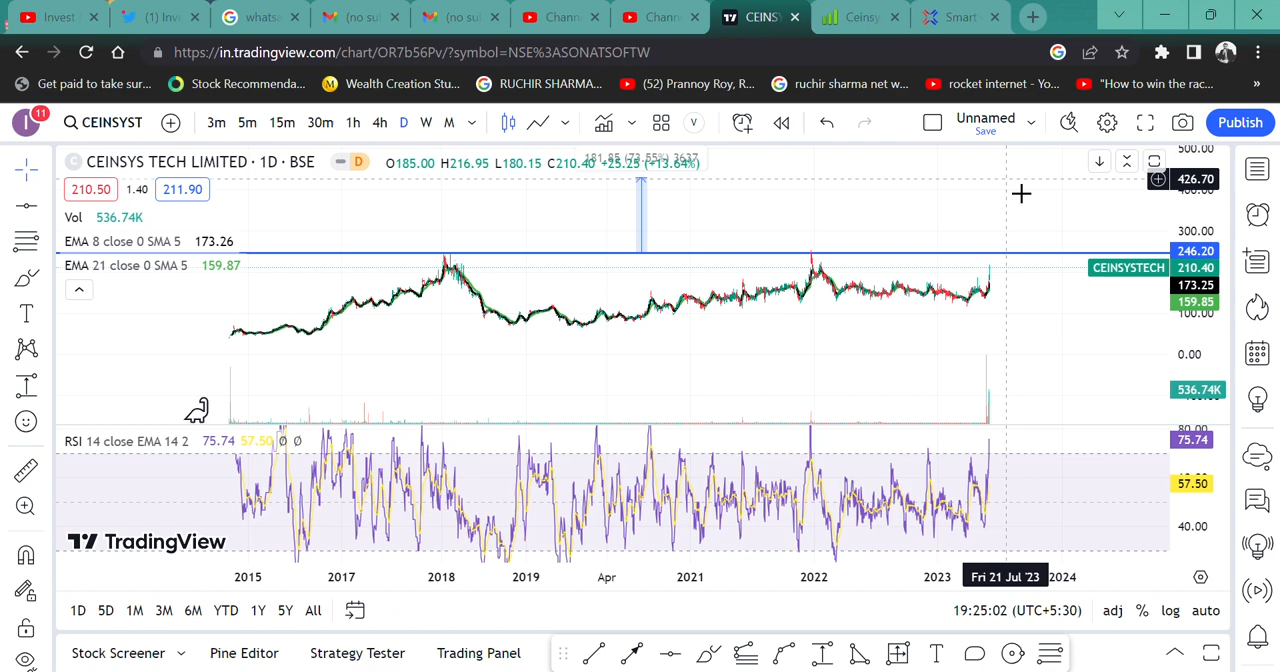 Invest
(1) Inv
whats
(no su
(no su
Chann
Chann
CEINS
Ceinsy
Smart
https://in.tradingview.com/chart/OR7b56Pv/?symbol=NSE%3ASONATSOFTW
Get paid to take sur...
Stock Recommenda...
Wealth Creation Stu...
RUCHIR SHARMA...
(52) Prannoy Roy, R...
ruchir sharma net w...
rocket internet - Yo...
"How to win the rac...
»
I 11
CEINSYST
3m 5m 15m 30m 1h 4h D W M
V
Unnamed
Save
Publish
C CEINSYS TECH LIMITED · 1D · BSE
D
O185.00 H216.95 L180.15 C210.40 +25.25 (+13.64%)
181.85 (73.55%) 3637
210.50 1.40 211.90
Vol 536.74K
EMA 8 close 0 SMA 5 173.26
EMA 21 close 0 SMA 5 159.87
500.00
426.70
300.00
246.20
CEINSYSTECH 210.40
173.25
159.85
100.00
0.00
536.74K
RSI 14 close EMA 14 2 75.74 57.50 Ø Ø
80.00
75.74
57.50
40.00
TradingView
2015 2017 2018 2019 Apr 2021 2022 2023 Fri 21 Jul '23 2024
1D 5D 1M 3M 6M YTD 1Y 5Y All
19:25:02 (UTC+5:30) adj % log auto
Stock Screener Pine Editor Strategy Tester Trading Panel
T